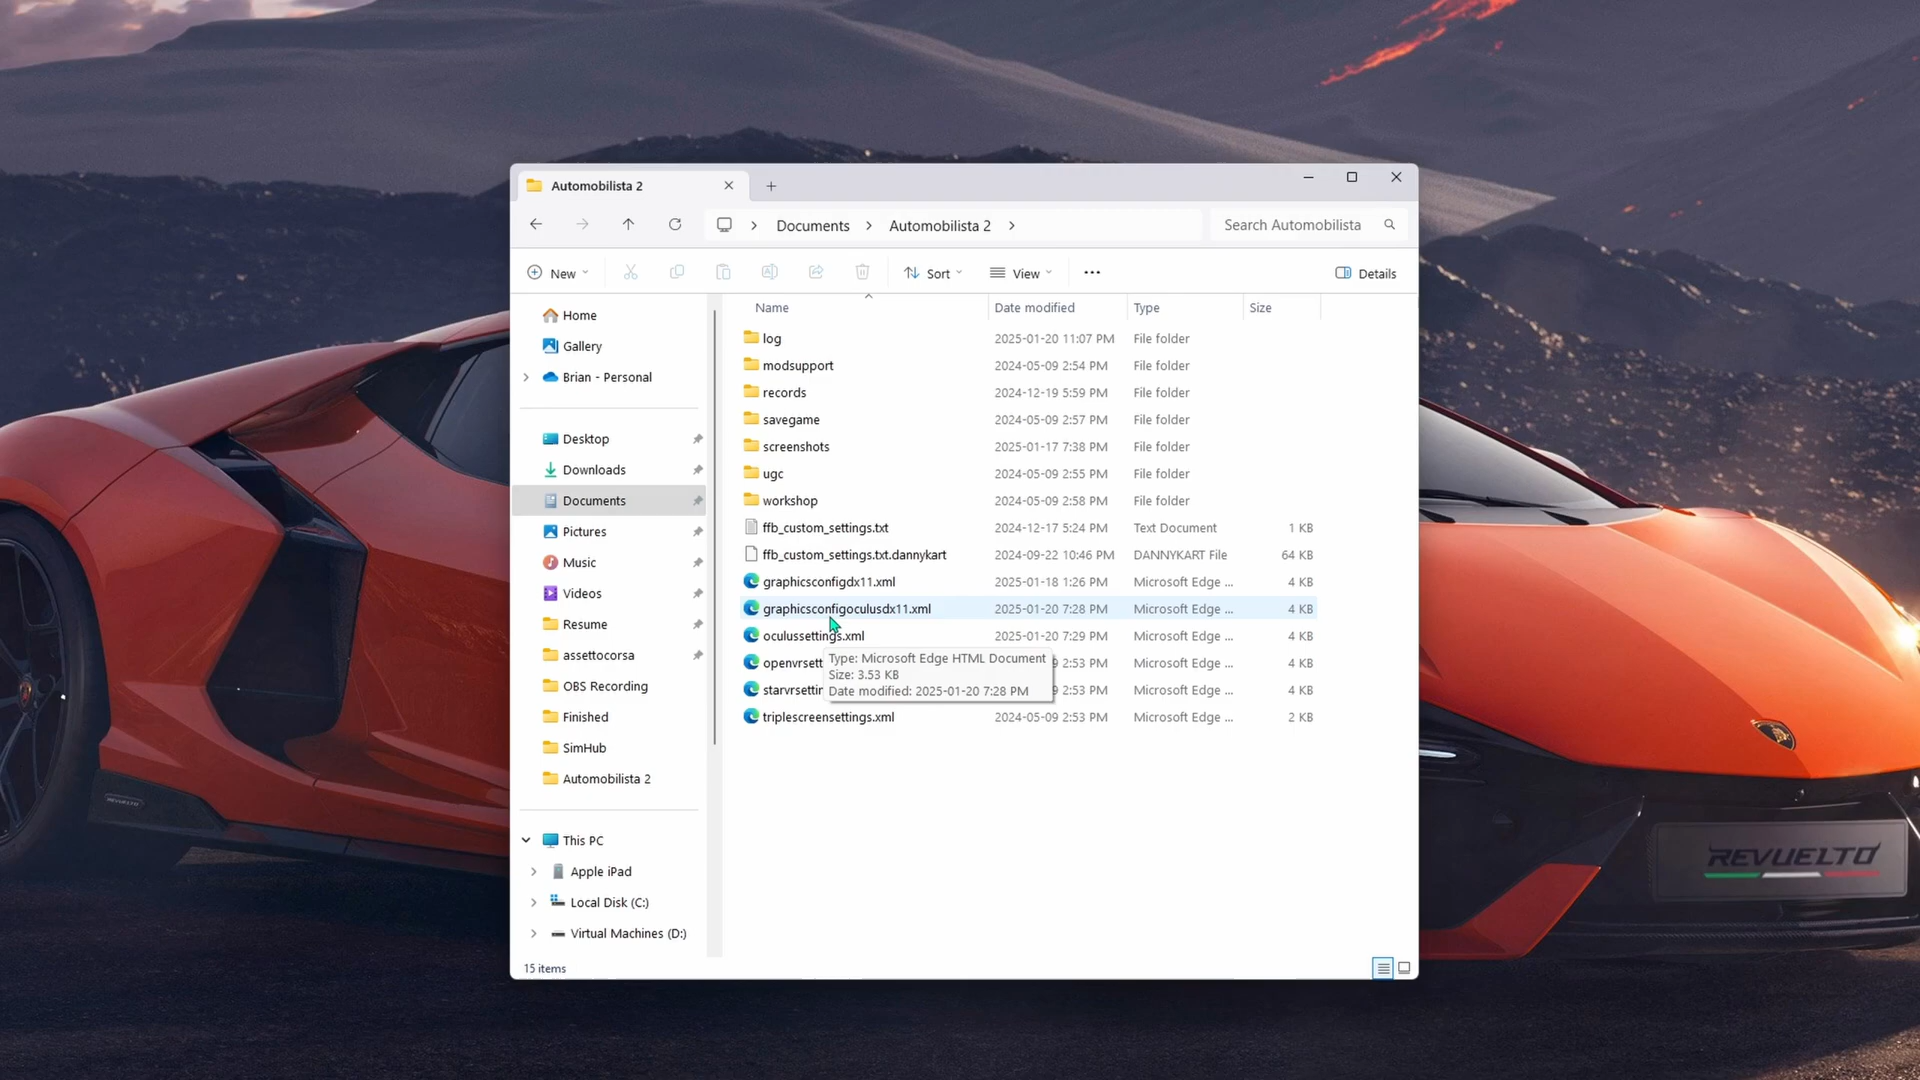 Automobilista 2
Documents
Automobilista 2
Search Automobilista
New
Sort
View
Details
Name
Date modified
Type
Size
Home
Gallery
Brian - Personal
Desktop
Downloads
Documents
Pictures
Music
Videos
Resume
assettocorsa
OBS Recording
Finished
SimHub
Automobilista 2
This PC
Apple iPad
Local Disk (C:)
Virtual Machines (D:)
log 2025-01-20 11:07 PM File folder
modsupport 2024-05-09 2:54 PM File folder
records 2024-12-19 5:59 PM File folder
savegame 2024-05-09 2:57 PM File folder
screenshots 2025-01-17 7:38 PM File folder
ugc 2024-05-09 2:55 PM File folder
workshop 2024-05-09 2:58 PM File folder
ffb_custom_settings.txt 2024-12-17 5:24 PM Text Document 1 KB
ffb_custom_settings.txt.dannykart 2024-09-22 10:46 PM DANNYKART File 64 KB
graphicsconfigdx11.xml 2025-01-18 1:26 PM Microsoft Edge ... 4 KB
graphicsconfigoculusdx11.xml 2025-01-20 7:28 PM Microsoft Edge ... 4 KB
oculussettings.xml 2025-01-20 7:29 PM Microsoft Edge ... 4 KB
openvrsett 9 2:53 PM Microsoft Edge ... 4 KB
starvrsettin 9 2:53 PM Microsoft Edge ... 4 KB
triplescreensettings.xml 2024-05-09 2:53 PM Microsoft Edge ... 2 KB
Type: Microsoft Edge HTML Document
Size: 3.53 KB
Date modified: 2025-01-20 7:28 PM
15 items
REVUELTO
REVUELTO